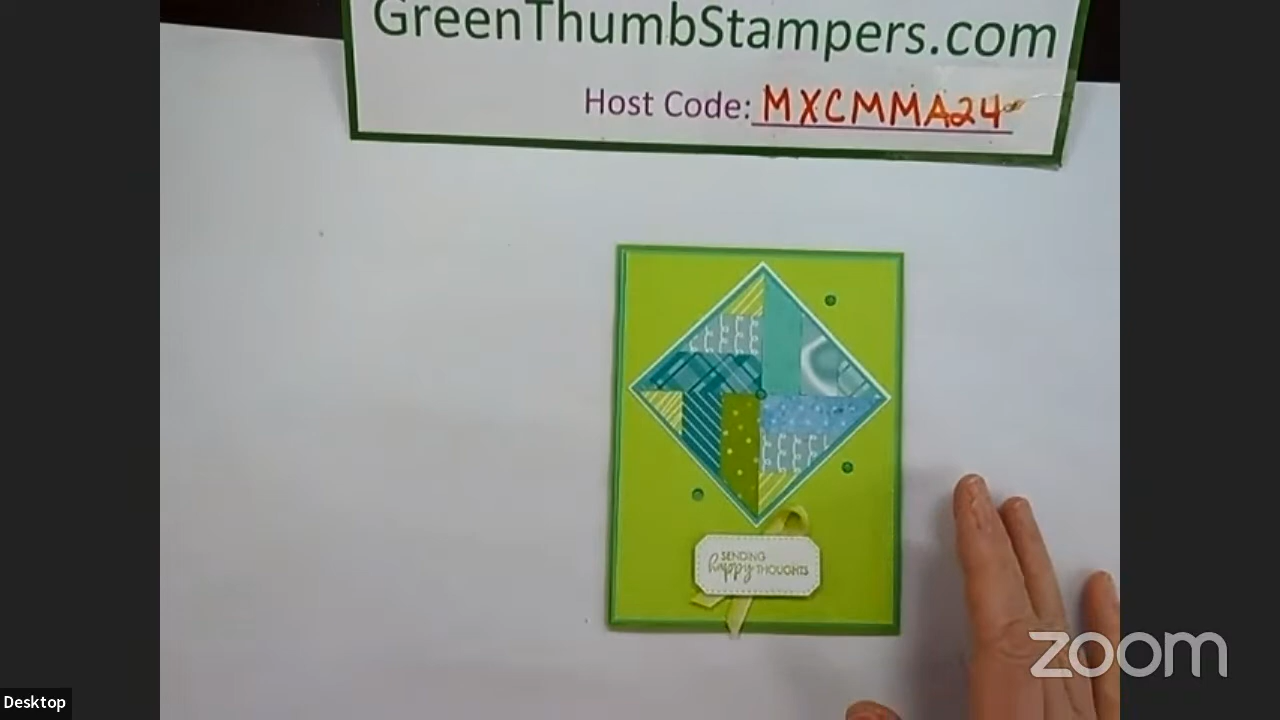 GreenThumbStampers.com
Host Code: MXCMMA24
SENDING
happy THOUGHTS
zoom
Desktop